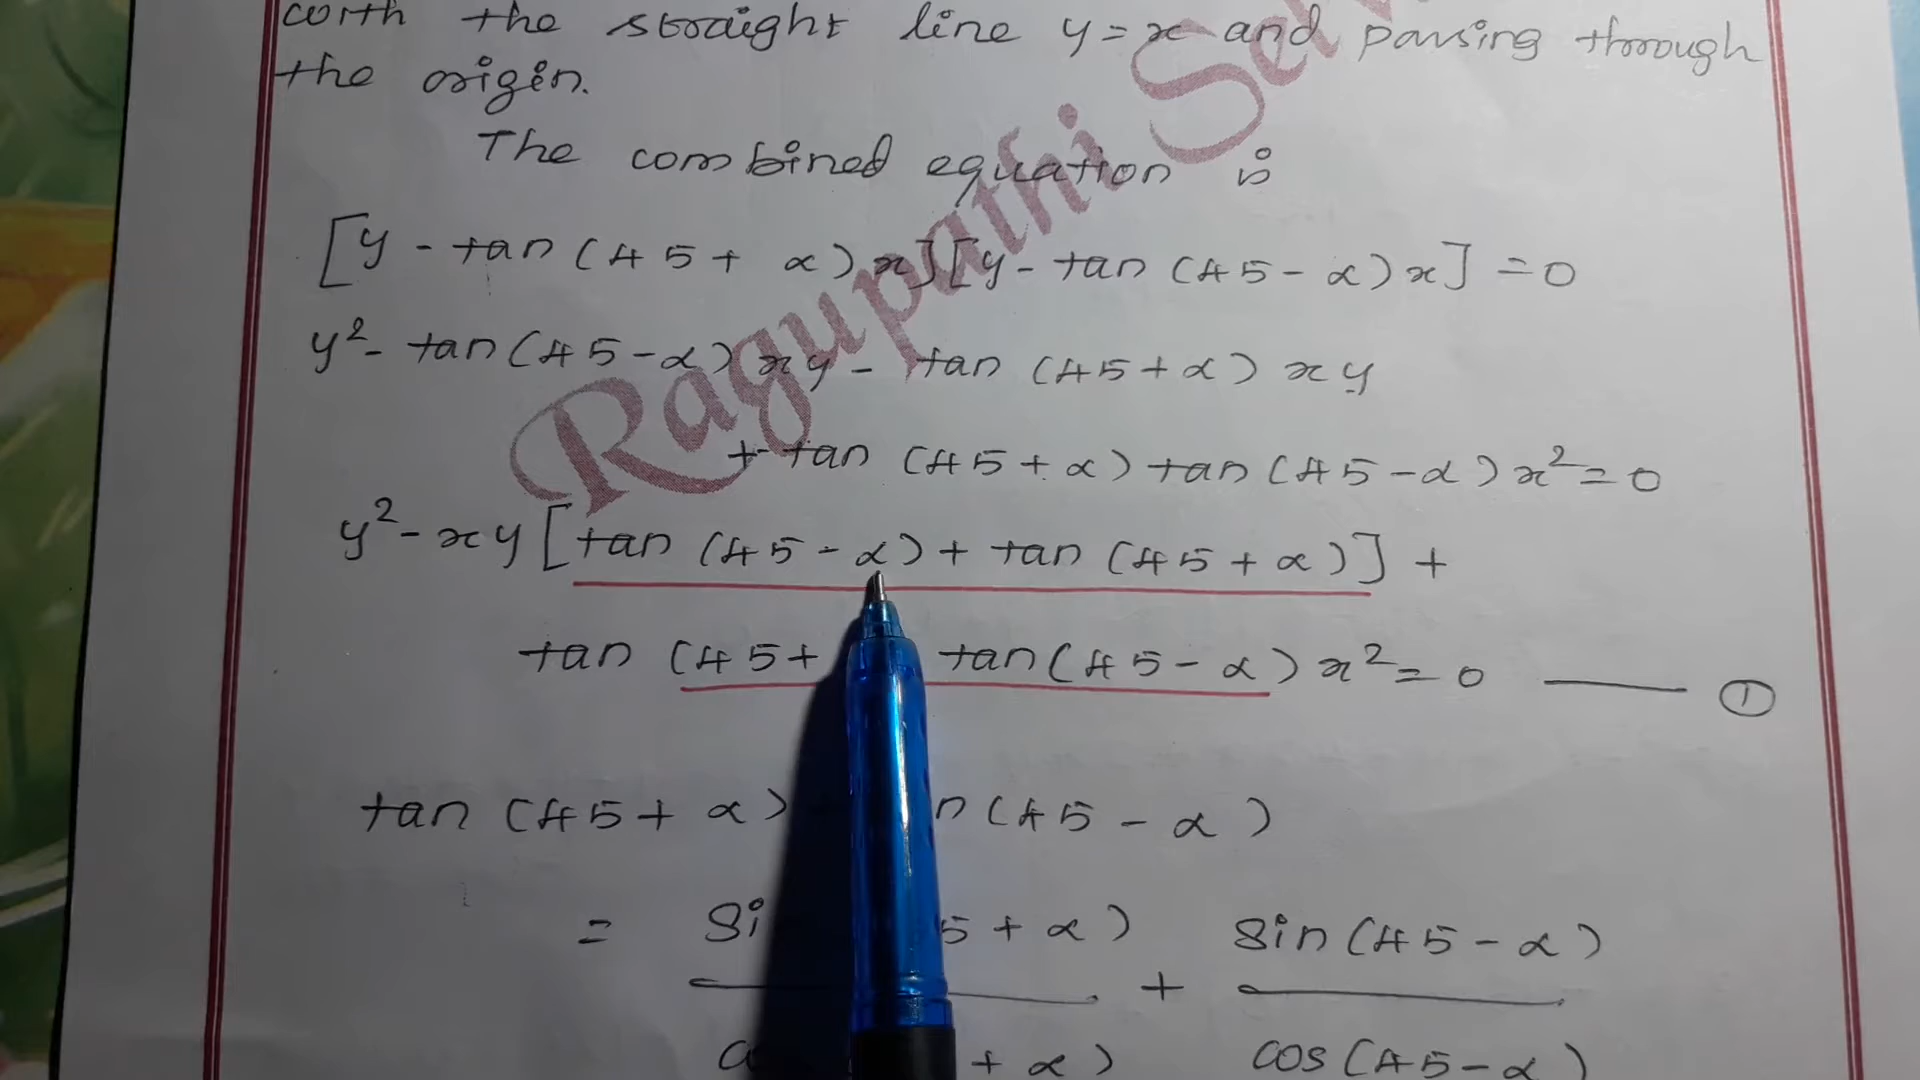 with the straight line y = x and passing through
the origin.
The combined equation is
[y - tan(45 + α)x][y - tan(45 - α)x] = 0
y² - tan(45 - α)xy - tan(45 + α)xy
+ tan(45 + α) tan(45 - α)x² = 0
y² - xy[tan(45 - α) + tan(45 + α)] +
tan(45+ tan(45 - α)x² = 0 — ①
tan(45 + α) n(45 - α)
= Si 5 + α) + sin(45 - α)
+ α) cos(45 - α)
Ragupathi